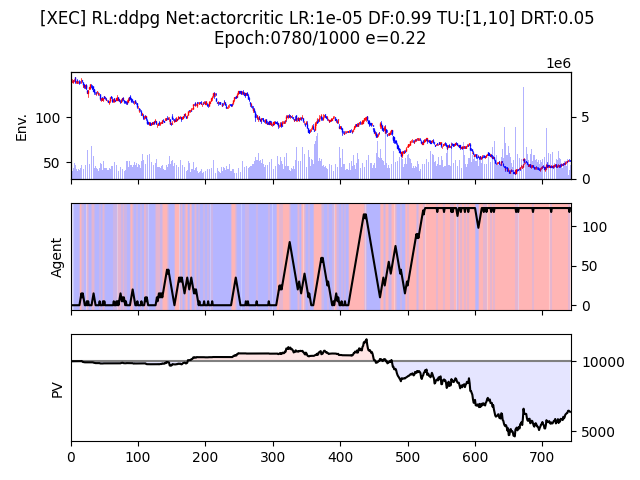 [XEC] RL:ddpg Net:actorcritic LR:1e-05 DF:0.99 TU:[1,10] DRT:0.05
Epoch:0780/1000 e=0.22
1e6
Env.
100
50
5
0
Agent
100
50
0
PV
10000
5000
0 100 200 300 400 500 600 700